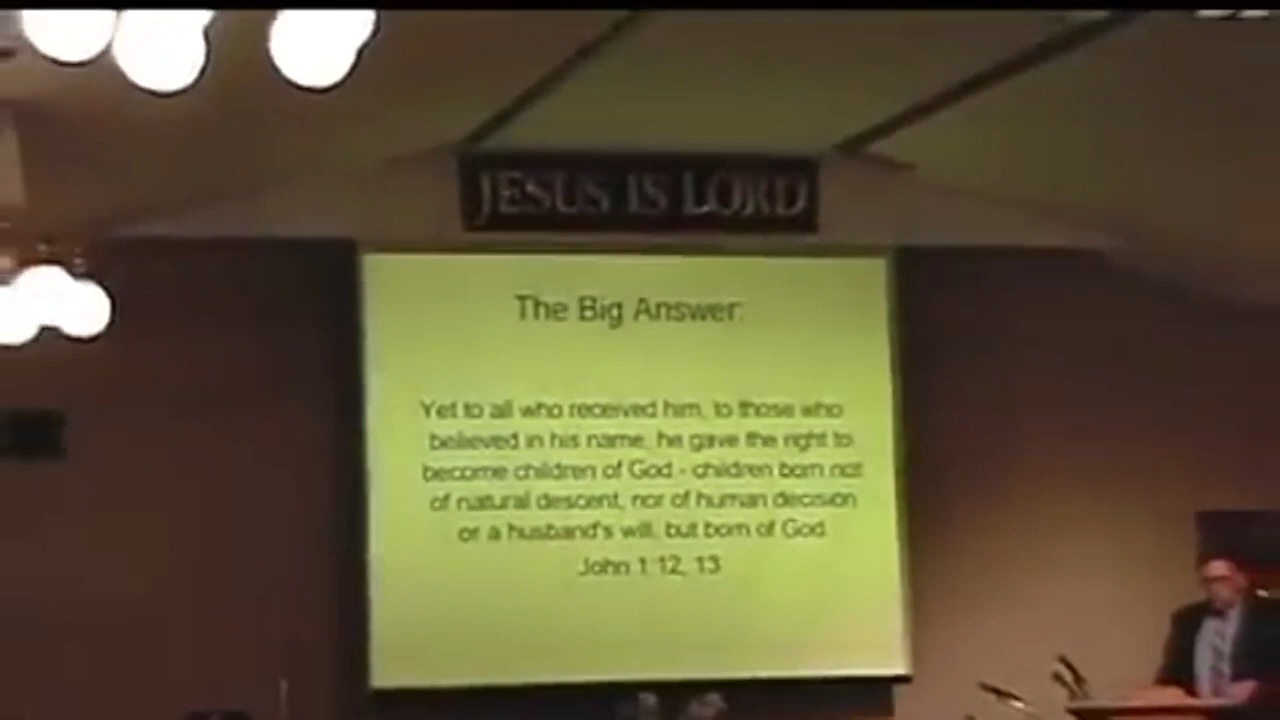 JESUS IS LORD
The Big Answer:
Yet to all who received him, to those who
believed in his name, he gave the right to
become children of God - children born not
of natural descent, nor of human decision
or a husband's will, but born of God.
John 1:12, 13